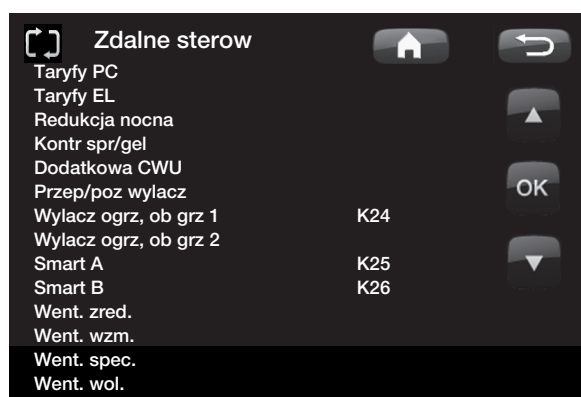 Zdalne sterow
Taryfy PC
Taryfy EL
Redukcja nocna
Kontr spr/gel
Dodatkowa CWU
Przep/poz wylacz
OK
Wylacz ogrz, ob grz 1 K24
Wylacz ogrz, ob grz 2
Smart A K25
Smart B K26
Went. zred.
Went. wzm.
Went. spec.
Went. wol.